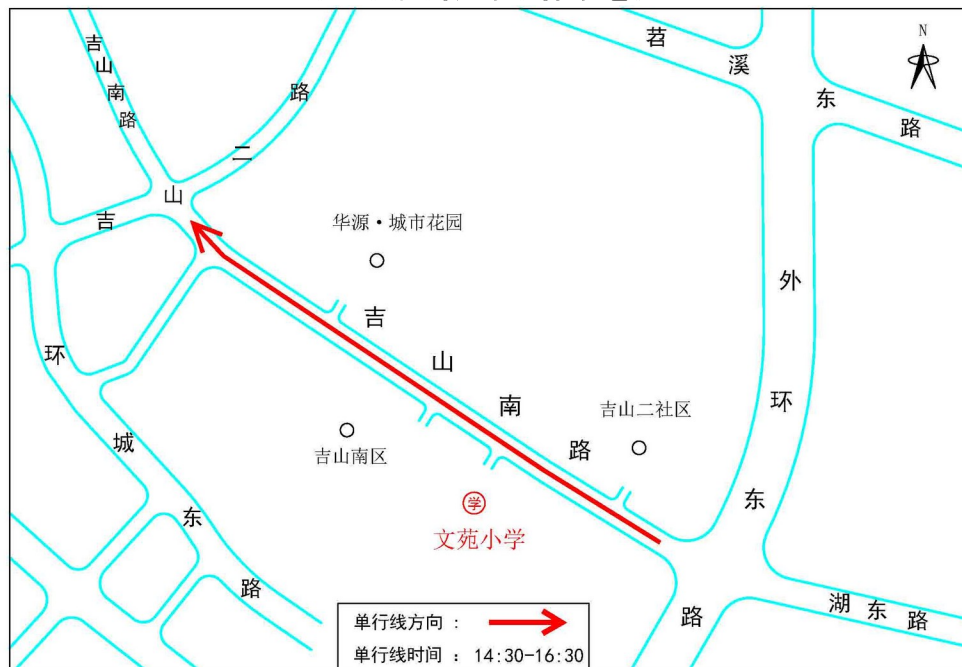 吉山南路
吉山二路
苕溪东路
N
华源·城市花园
吉山南路
外环东路
吉山二社区
吉山南区
学
文苑小学
环城东路
湖东路
单行线方向：
单行线时间：14:30-16:30